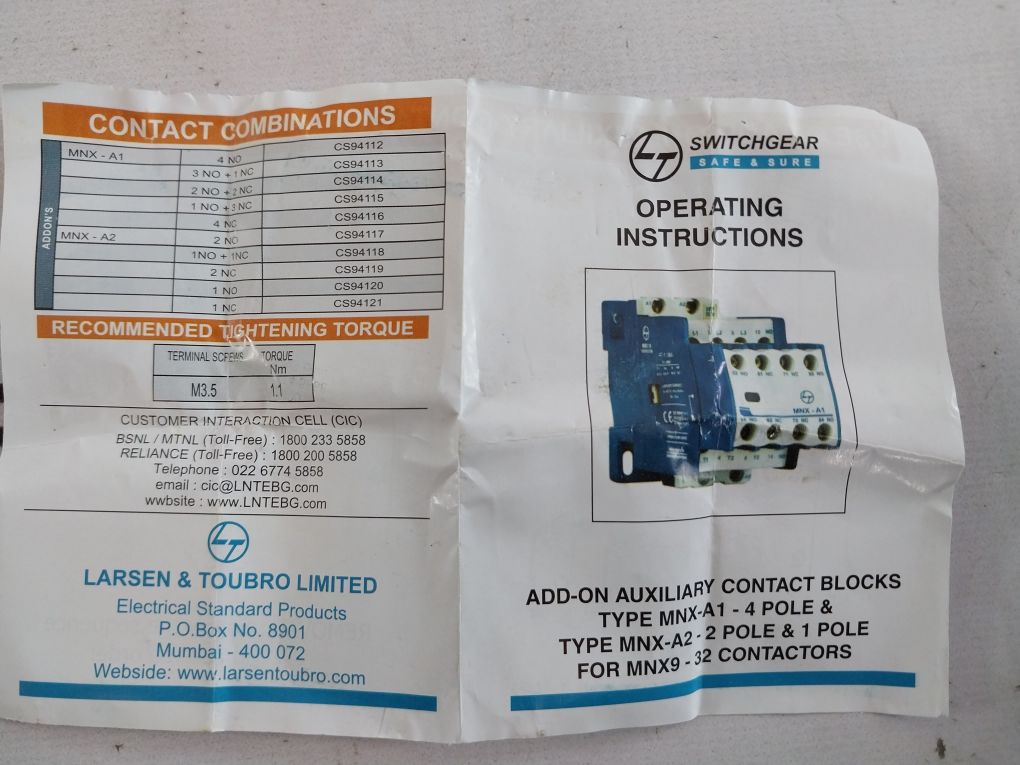 CONTACT COMBINATIONS
ADDON'S
MNX - A1 4 NO CS94112
3 NO + 1 NC CS94113
2 NO + 2 NC CS94114
1 NO + 3 NC CS94115
4 NC CS94116
MNX - A2 2 NO CS94117
1NO + 1NC CS94118
2 NC CS94119
1 NO CS94120
1 NC CS94121
RECOMMENDED TIGHTENING TORQUE
TERMINAL SCREWS TORQUE
Nm
M3.5 1.1
CUSTOMER INTERACTION CELL (CIC)
BSNL / MTNL (Toll-Free) : 1800 233 5858
RELIANCE (Toll-Free) : 1800 200 5858
Telephone : 022 6774 5858
email : cic@LNTEBG.com
wwbsite : www.LNTEBG.com
LT
LARSEN & TOUBRO LIMITED
Electrical Standard Products
P.O.Box No. 8901
Mumbai - 400 072
Webside: www.larsentoubro.com
LT SWITCHGEAR
SAFE & SURE
OPERATING
INSTRUCTIONS
MNX - A1
CE
ADD-ON AUXILIARY CONTACT BLOCKS
TYPE MNX-A1 - 4 POLE &
TYPE MNX-A2 - 2 POLE & 1 POLE
FOR MNX9 - 32 CONTACTORS